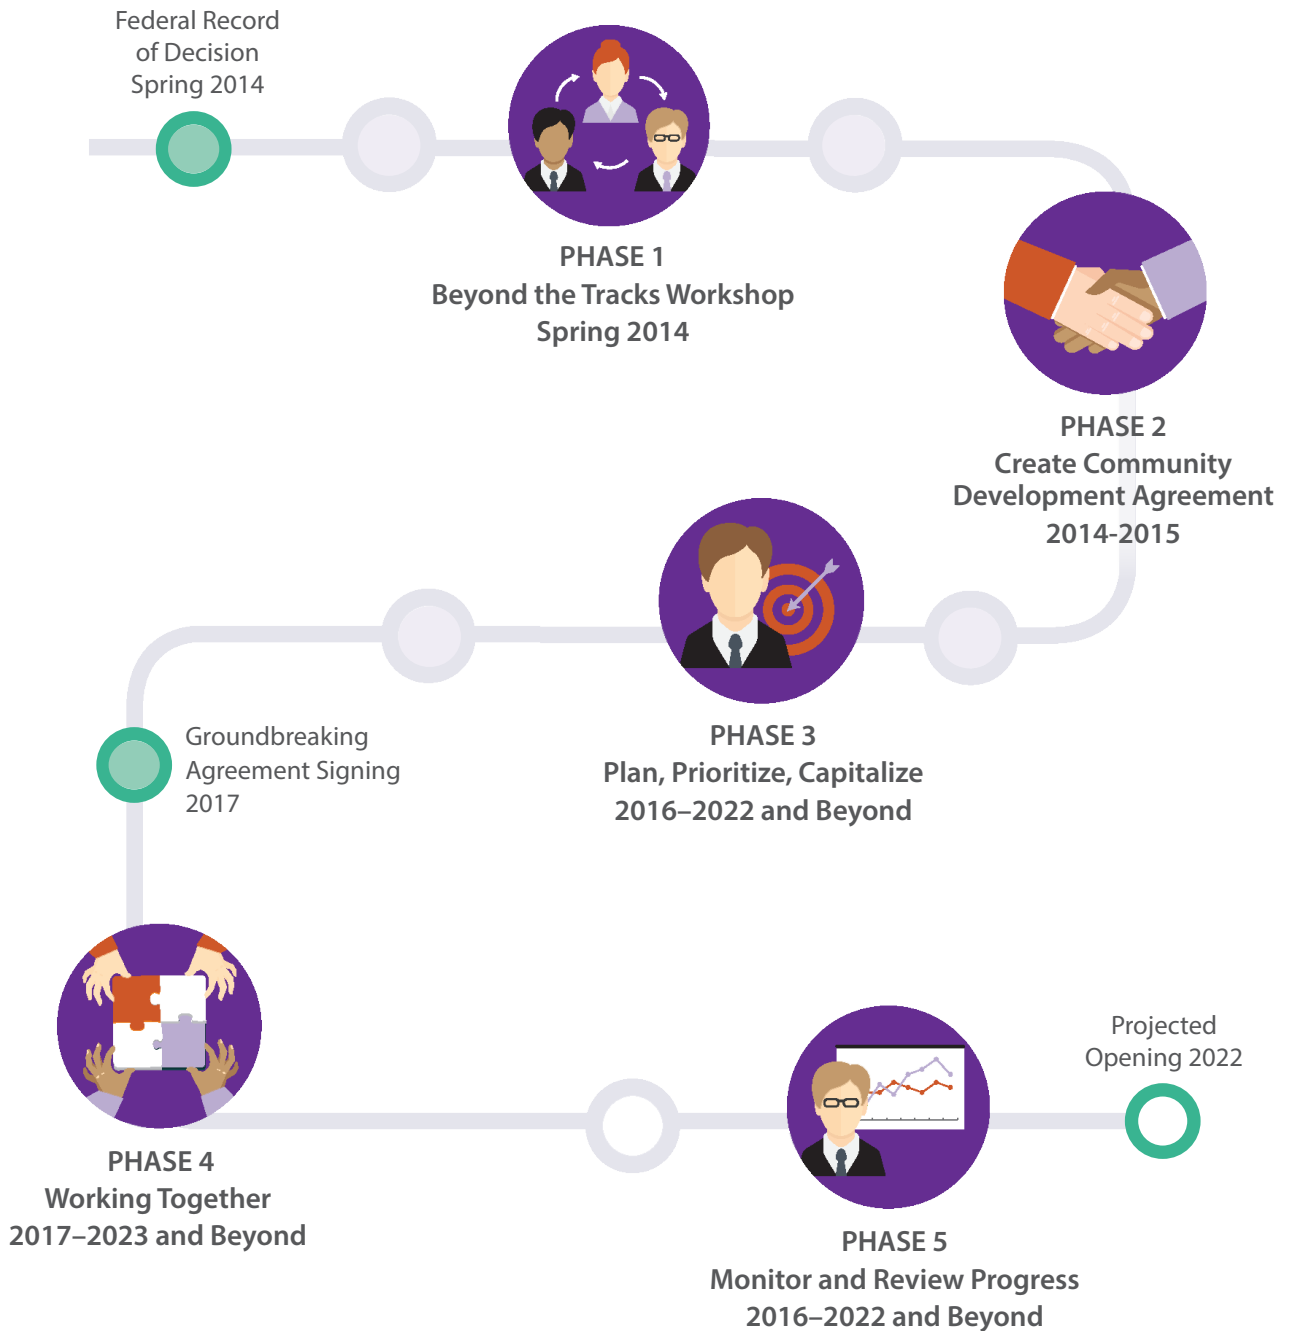 Federal Record
of Decision
Spring 2014
PHASE 1
Beyond the Tracks Workshop
Spring 2014
PHASE 2
Create Community
Development Agreement
2014-2015
PHASE 3
Plan, Prioritize, Capitalize
2016–2022 and Beyond
Groundbreaking
Agreement Signing
2017
PHASE 4
Working Together
2017–2023 and Beyond
PHASE 5
Monitor and Review Progress
2016–2022 and Beyond
Projected
Opening 2022